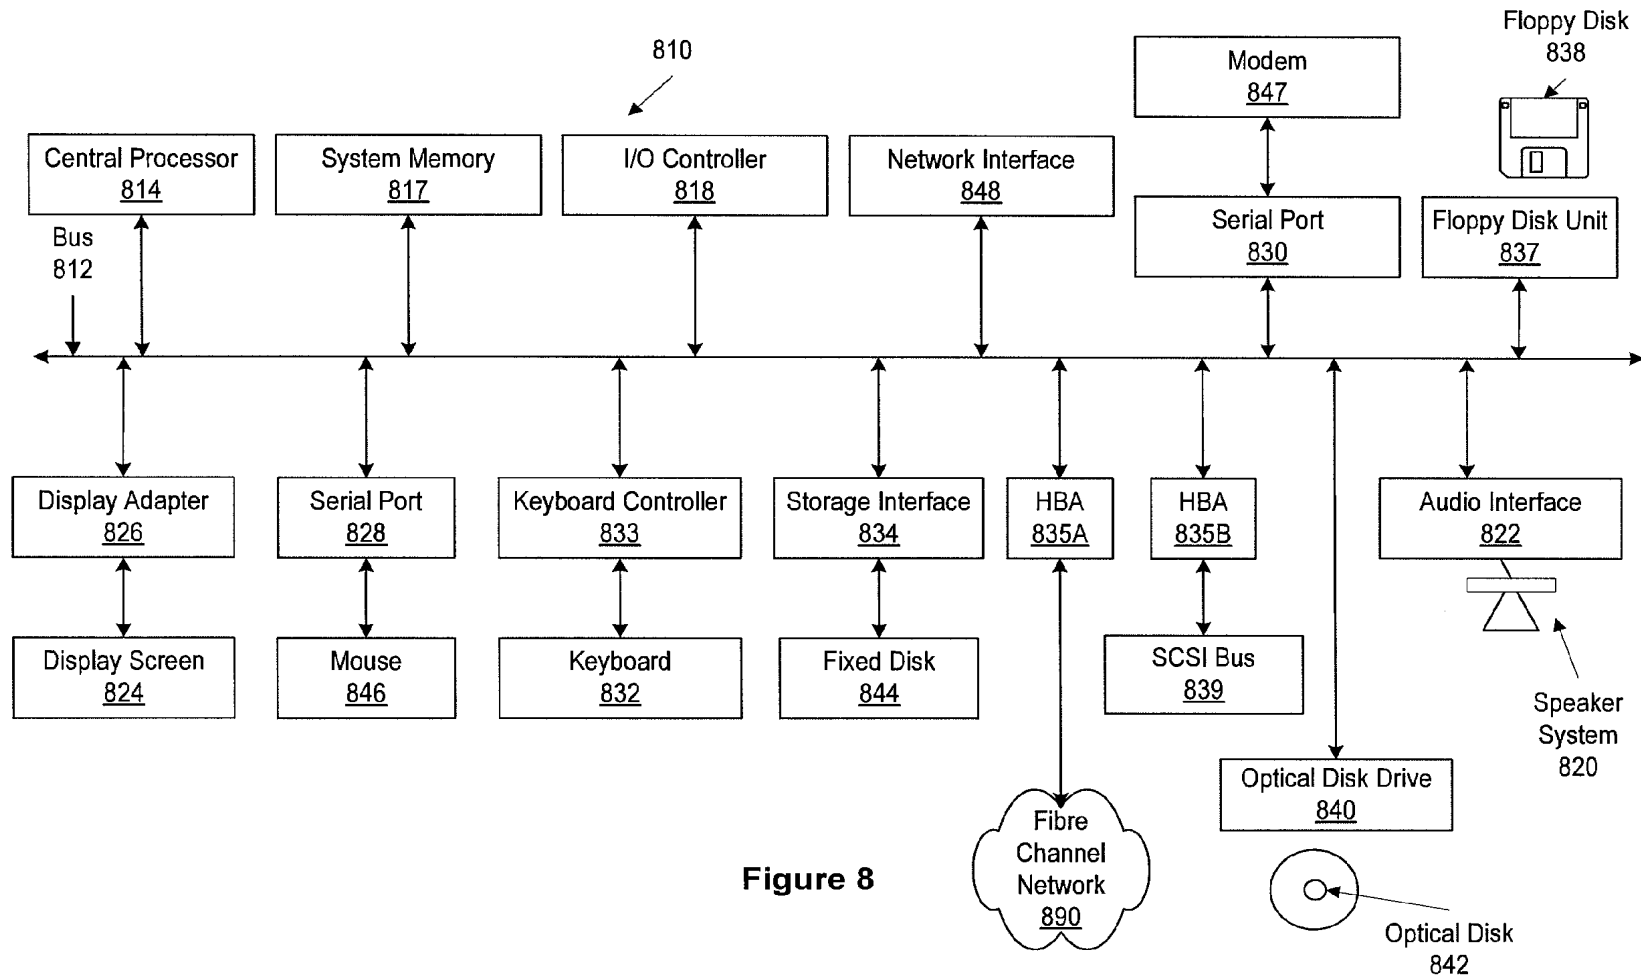 Floppy Disk
838
810
Modem
847
Central Processor
814
System Memory
817
I/O Controller
818
Network Interface
848
Serial Port
830
Floppy Disk Unit
837
Bus
812
Display Adapter
826
Serial Port
828
Keyboard Controller
833
Storage Interface
834
HBA
835A
HBA
835B
Audio Interface
822
Display Screen
824
Mouse
846
Keyboard
832
Fixed Disk
844
SCSI Bus
839
Speaker
System
820
Optical Disk Drive
840
Fibre
Channel
Network
890
Figure 8
Optical Disk
842